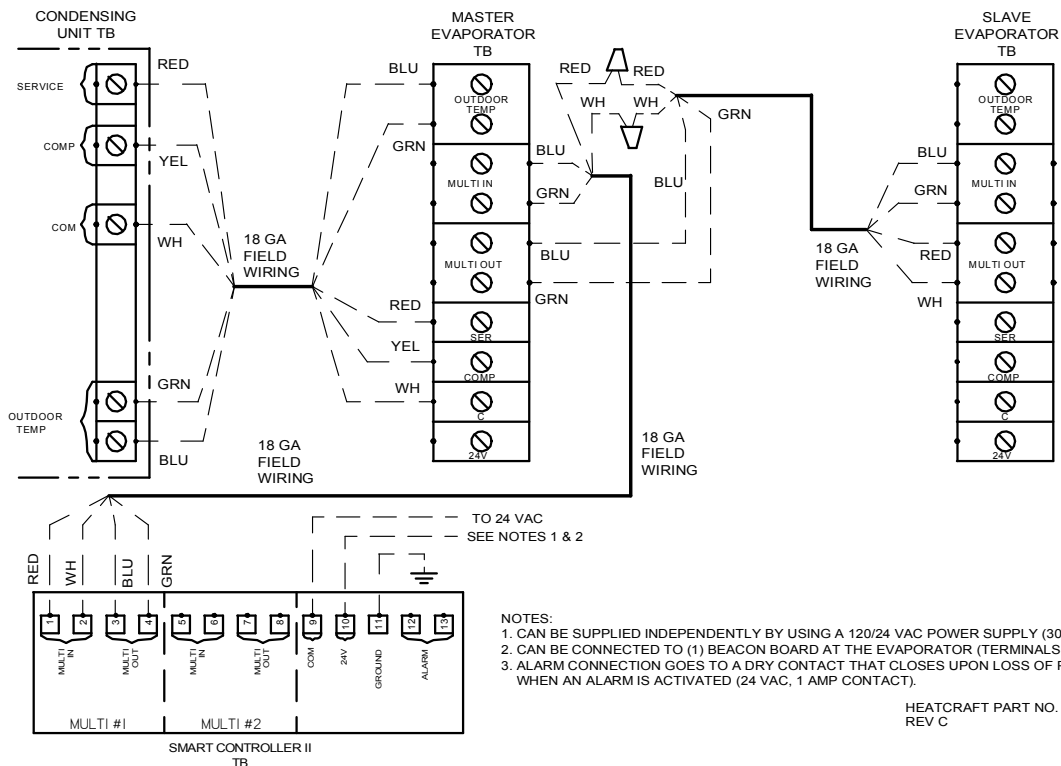 CONDENSING
UNIT TB
SERVICE
COMP
COM
OUTDOOR
TEMP
RED
YEL
WH
GRN
BLU
18 GA
FIELD
WIRING
18 GA
FIELD
WIRING
MASTER
EVAPORATOR
TB
BLU
GRN
RED
YEL
WH
OUTDOOR
TEMP
MULTI IN
MULTI OUT
SER
COMP
C
24V
RED
RED
WH
WH
GRN
BLU
GRN
BLU
BLU
GRN
18 GA
FIELD
WIRING
SLAVE
EVAPORATOR
TB
BLU
GRN
RED
WH
18 GA
FIELD
WIRING
OUTDOOR
TEMP
MULTI IN
MULTI OUT
SER
COMP
C
24V
TO 24 VAC
SEE NOTES 1 & 2
RED
WH
BLU
GRN
1
2
3
4
5
6
7
8
9
10
11
12
13
MULTI
IN
MULTI
OUT
MULTI
IN
MULTI
OUT
COM
24V
GROUND
ALARM
MULTI #1
MULTI #2
SMART CONTROLLER II
TB
NOTES:
1. CAN BE SUPPLIED INDEPENDENTLY BY USING A 120/24 VAC POWER SUPPLY (30
2. CAN BE CONNECTED TO (1) BEACON BOARD AT THE EVAPORATOR (TERMINALS
3. ALARM CONNECTION GOES TO A DRY CONTACT THAT CLOSES UPON LOSS OF
WHEN AN ALARM IS ACTIVATED (24 VAC, 1 AMP CONTACT).
HEATCRAFT PART NO.
REV C